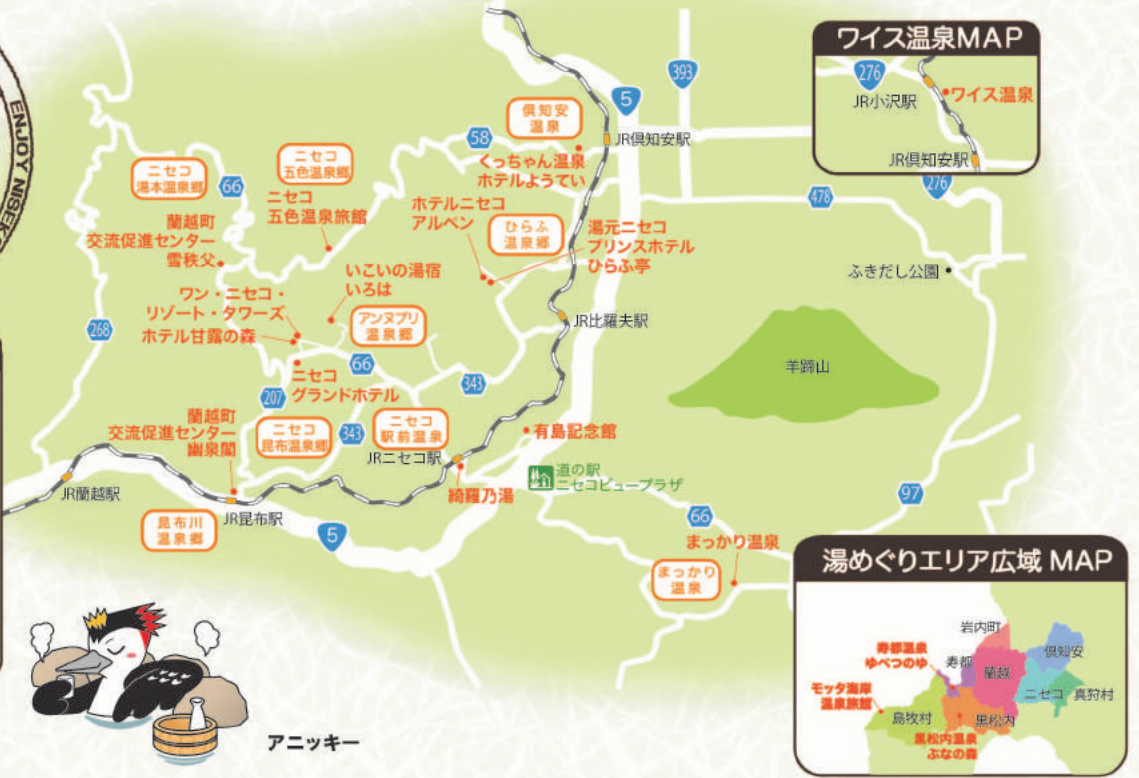 ENJOY NISEK
ワイス温泉MAP
276
JR小沢駅
ワイス温泉
JR倶知安駅
276
393
5
倶知安
温泉
58
JR倶知安駅
くっちゃん温泉
ホテルようてい
ニセコ
五色温泉郷
ニセコ
湯本温泉郷
66
ニセコ
五色温泉旅館
ホテルニセコ
アルペン
ひらふ
温泉郷
湯元ニセコ
プリンスホテル
ひらふ亭
478
蘭越町
交流促進センター
雪秩父
いこいの湯宿
いろは
ふきだし公園
ワン・ニセコ・
リゾート・タワーズ
ホテル甘露の森
アンヌプリ
温泉郷
JR比羅夫駅
268
66
羊蹄山
ニセコ
グランドホテル
343
207
蘭越町
交流促進センター
幽泉閣
ニセコ
昆布温泉郷
343
ニセコ
駅前温泉
有島記念館
JRニセコ駅
道の駅
ニセコビュープラザ
綺羅乃湯
JR蘭越駅
JR昆布駅
97
昆布川
温泉郷
5
66
まっかり温泉
まっかり
温泉
湯めぐりエリア広域 MAP
岩内町
寿都温泉
ゆべつのゆ
寿都
蘭越
倶知安
モッタ海岸
温泉旅館
ニセコ
真狩村
島牧村
黒松内
黒松内温泉
ぶなの森
アニッキー